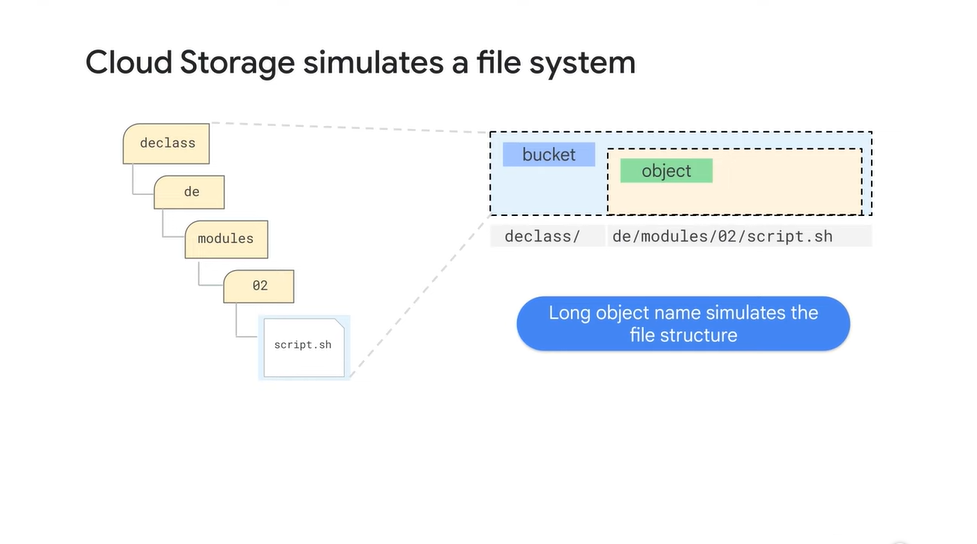 Cloud Storage simulates a file system
declass
de
modules
02
script.sh
bucket
object
declass/
de/modules/02/script.sh
Long object name simulates the
file structure